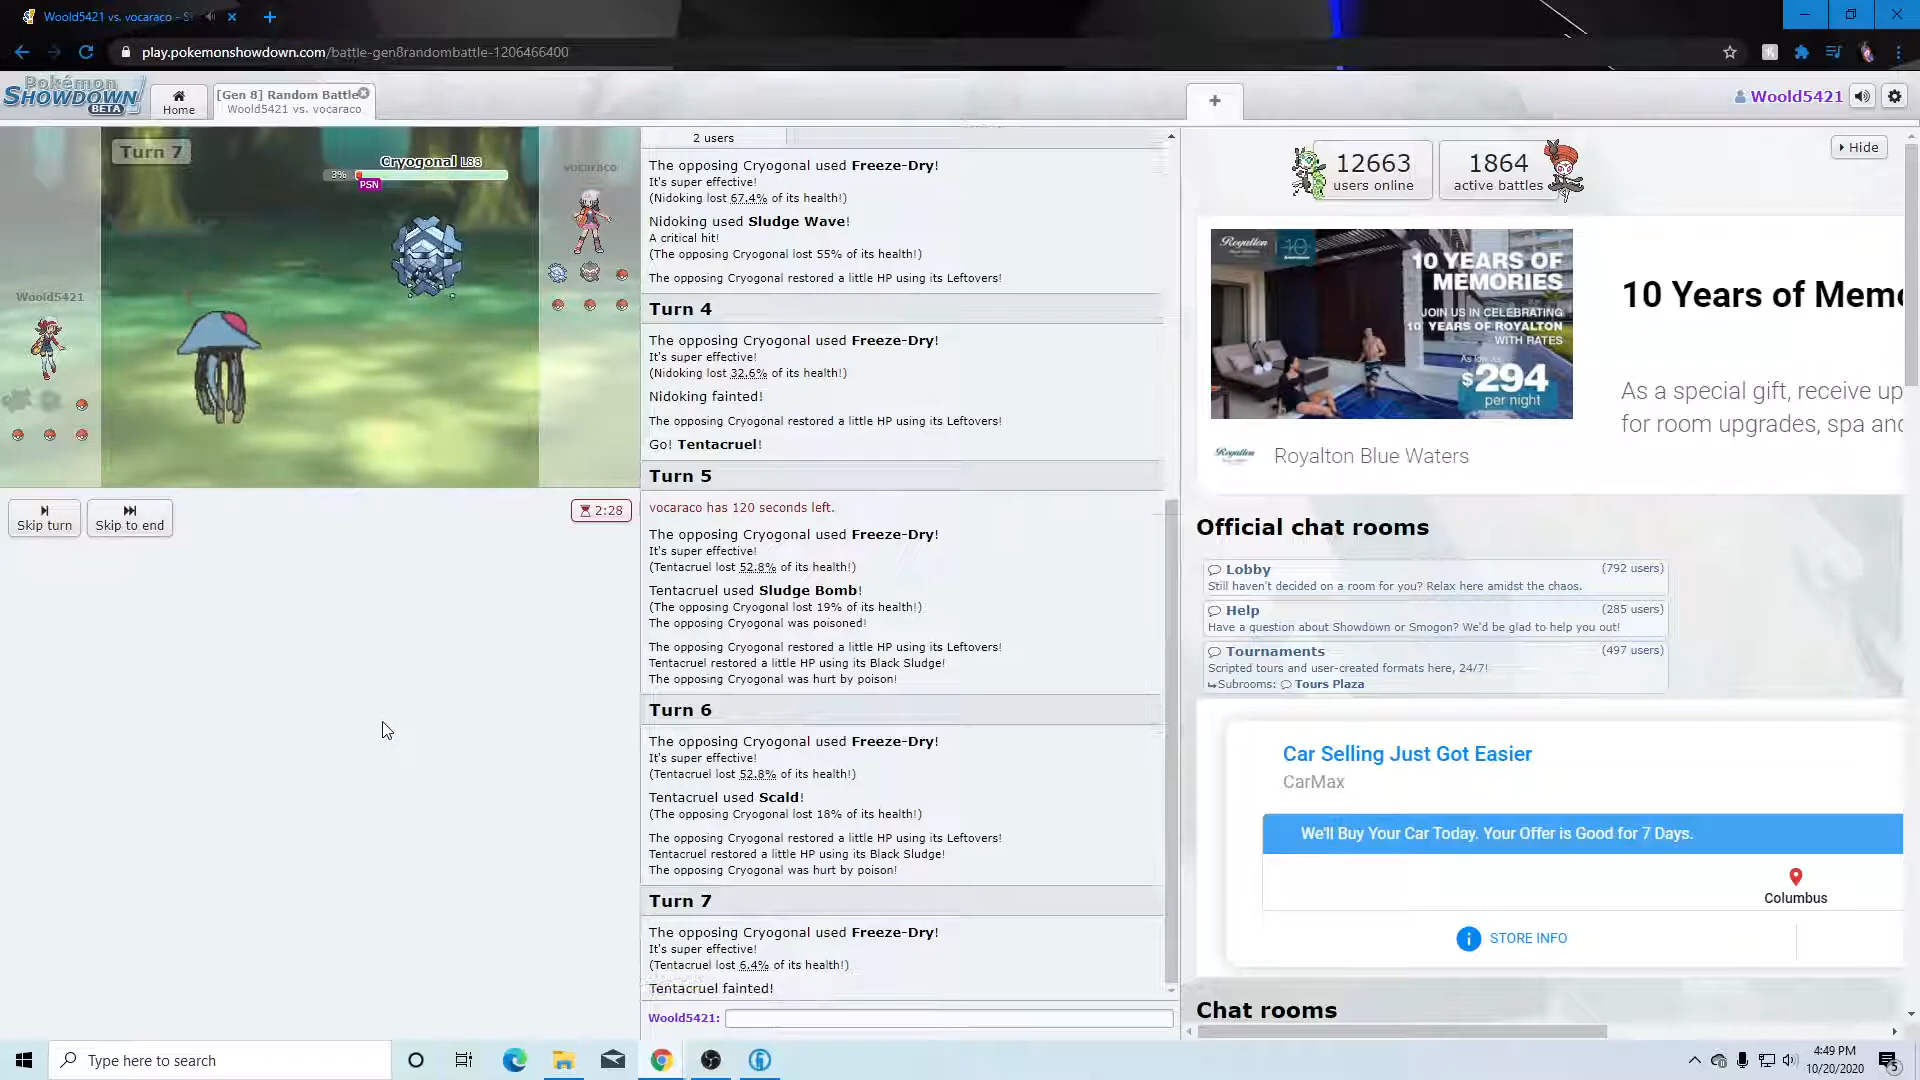 Woold5421 vs. vocaraco - S
play.pokemonshowdown.com/battle-gen8randombattle-1206466400
Pokémon
SHOWDOWN
BETA
Home
[Gen 8] Random Battle
Woold5421 vs. vocaraco
+
Woold5421
Turn 7
Cryogonal L88
3%
PSN
vocaraco
Woold5421
Skip turn
Skip to end
2:28
2 users
The opposing Cryogonal used Freeze-Dry!
It's super effective!
(Nidoking lost 67.4% of its health!)
Nidoking used Sludge Wave!
A critical hit!
(The opposing Cryogonal lost 55% of its health!)
The opposing Cryogonal restored a little HP using its Leftovers!
Turn 4
The opposing Cryogonal used Freeze-Dry!
It's super effective!
(Nidoking lost 32.6% of its health!)
Nidoking fainted!
The opposing Cryogonal restored a little HP using its Leftovers!
Go! Tentacruel!
Turn 5
vocaraco has 120 seconds left.
The opposing Cryogonal used Freeze-Dry!
It's super effective!
(Tentacruel lost 52.8% of its health!)
Tentacruel used Sludge Bomb!
(The opposing Cryogonal lost 19% of its health!)
The opposing Cryogonal was poisoned!
The opposing Cryogonal restored a little HP using its Leftovers!
Tentacruel restored a little HP using its Black Sludge!
The opposing Cryogonal was hurt by poison!
Turn 6
The opposing Cryogonal used Freeze-Dry!
It's super effective!
(Tentacruel lost 52.8% of its health!)
Tentacruel used Scald!
(The opposing Cryogonal lost 18% of its health!)
The opposing Cryogonal restored a little HP using its Leftovers!
Tentacruel restored a little HP using its Black Sludge!
The opposing Cryogonal was hurt by poison!
Turn 7
The opposing Cryogonal used Freeze-Dry!
It's super effective!
(Tentacruel lost 6.4% of its health!)
Tentacruel fainted!
Woold5421:
12663
users online
1864
active battles
Hide
Royalton
10 YEARS OF
MEMORIES
JOIN US IN CELEBRATING
10 YEARS OF ROYALTON
WITH RATES
As low as
$294
per night
10 Years of Memo
As a special gift, receive up
for room upgrades, spa and
Royalton
Royalton Blue Waters
Official chat rooms
Lobby (792 users)
Still haven't decided on a room for you? Relax here amidst the chaos.
Help (285 users)
Have a question about Showdown or Smogon? We'd be glad to help you out!
Tournaments (497 users)
Scripted tours and user-created formats here, 24/7!
Subrooms: Tours Plaza
Car Selling Just Got Easier
CarMax
We'll Buy Your Car Today. Your Offer is Good for 7 Days.
Columbus
STORE INFO
Chat rooms
Type here to search
4:49 PM
10/20/2020
5